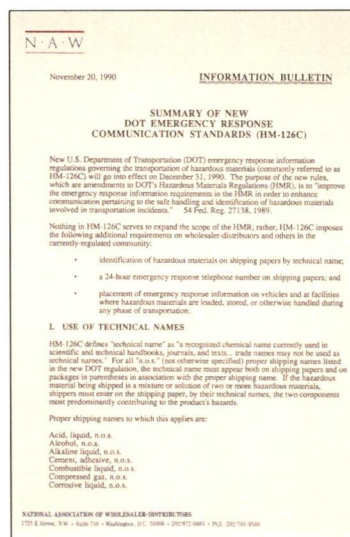 N·A·W
November 20, 1990 INFORMATION BULLETIN
SUMMARY OF NEW
DOT EMERGENCY RESPONSE
COMMUNICATION STANDARDS (HM-126C)
New U.S. Department of Transportation (DOT) emergency response information
regulations governing the transportation of hazardous materials (commonly referred to as
HM-126C) will go into effect on December 31, 1990. The purpose of the new rules,
which are amendments to DOT's Hazardous Materials Regulations (HMR), is to "improve
the emergency response information requirements in the HMR in order to enhance
communication pertaining to the safe handling and identification of hazardous materials
involved in transportation incidents." 54 Fed. Reg. 27138, 1989.
Nothing in HM-126C serves to expand the scope of the HMR; rather, HM-126C imposes
the following additional requirements on wholesaler-distributors and others in the
currently-regulated community:
· identification of hazardous materials on shipping papers by technical name;
· a 24-hour emergency response telephone number on shipping papers; and
· placement of emergency response information on vehicles and at facilities
where hazardous materials are loaded, stored, or otherwise handled during
any phase of transportation.
I. USE OF TECHNICAL NAMES
HM-126C defines "technical name" as "a recognized chemical name currently used in
scientific and technical handbooks, journals, and texts... trade names may not be used as
technical names." For all "n.o.s." (not otherwise specified) proper shipping names listed
in the new DOT regulation, the technical name must appear both on shipping papers and on
packages in parentheses in association with the proper shipping name. If the hazardous
material being shipped is a mixture or solution of two or more hazardous materials,
shippers must enter on the shipping paper, by their technical names, the two components
most predominantly contributing to the product's hazards.
Proper shipping names to which this applies are:
Acid, liquid, n.o.s.
Alcohol, n.o.s.
Alkaline liquid, n.o.s.
Cement, adhesive, n.o.s.
Combustible liquid, n.o.s.
Compressed gas, n.o.s.
Corrosive liquid, n.o.s.
NATIONAL ASSOCIATION OF WHOLESALER-DISTRIBUTORS
1725 K Street, N.W. · Suite 710 · Washington, D.C. 20006 · 202/872-0885 ·